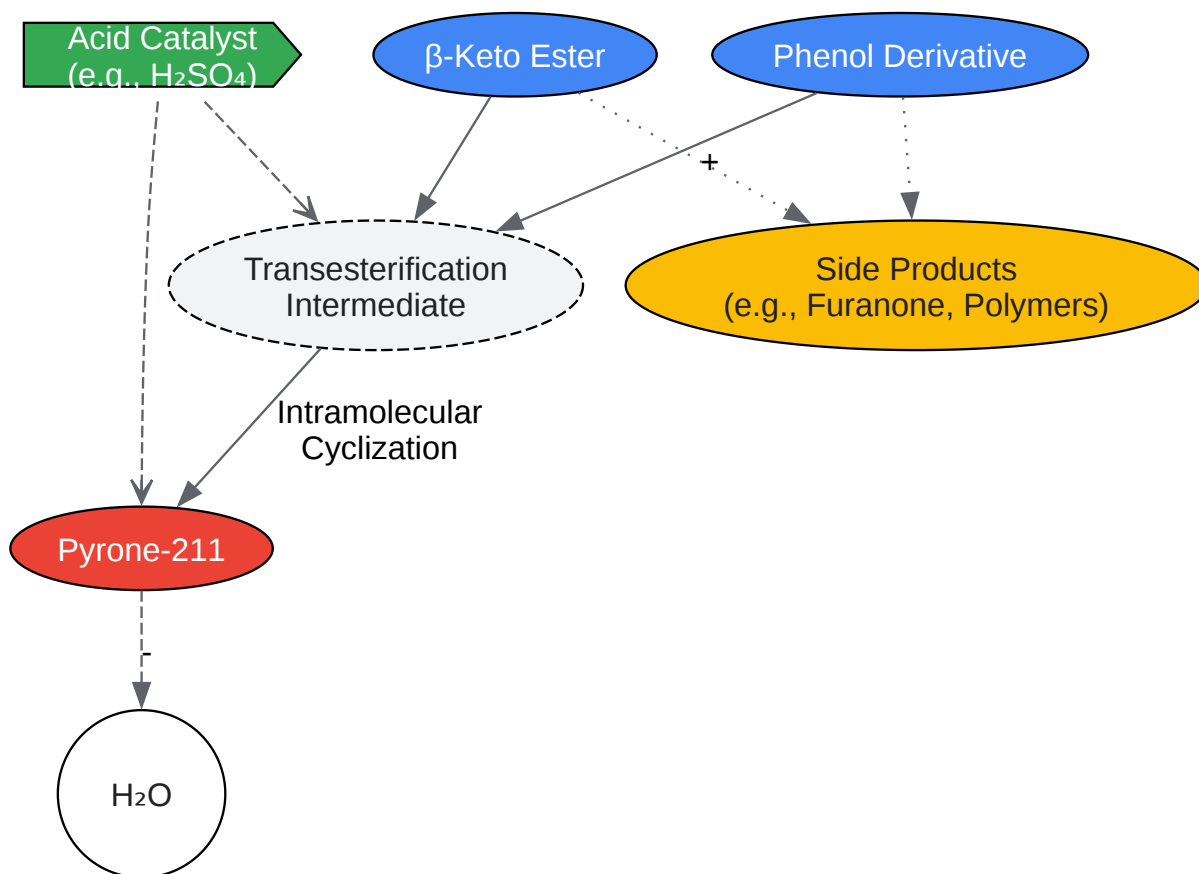 Acid Catalyst
(e.g., H₂SO₄)
β-Keto Ester
Phenol Derivative
+
Transesterification
Intermediate
Side Products
(e.g., Furanone, Polymers)
Intramolecular
Cyclization
Pyrone-211
-
H₂O